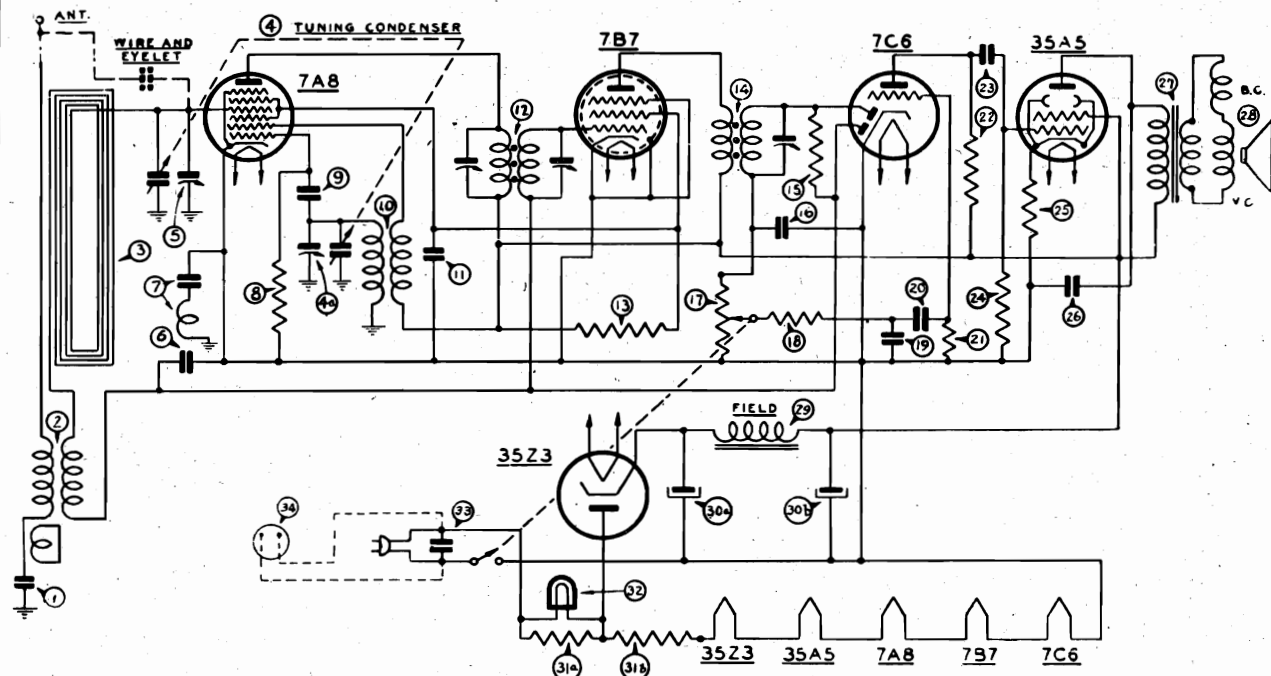 ANT.
④ TUNING CONDENSER
WIRE AND
EYELET
7A8
7B7
7C6
35A5
23
27
B.C.
28
V.C.
12
14
22
9
15
5
3
10
16
25
7
8
4a
11
13
17
20
24
26
6
18
19
21
2
FIELD
29
35Z3
30a
30b
34
33
1
32
31a
31b
35Z3
35A5
7A8
7B7
7C6